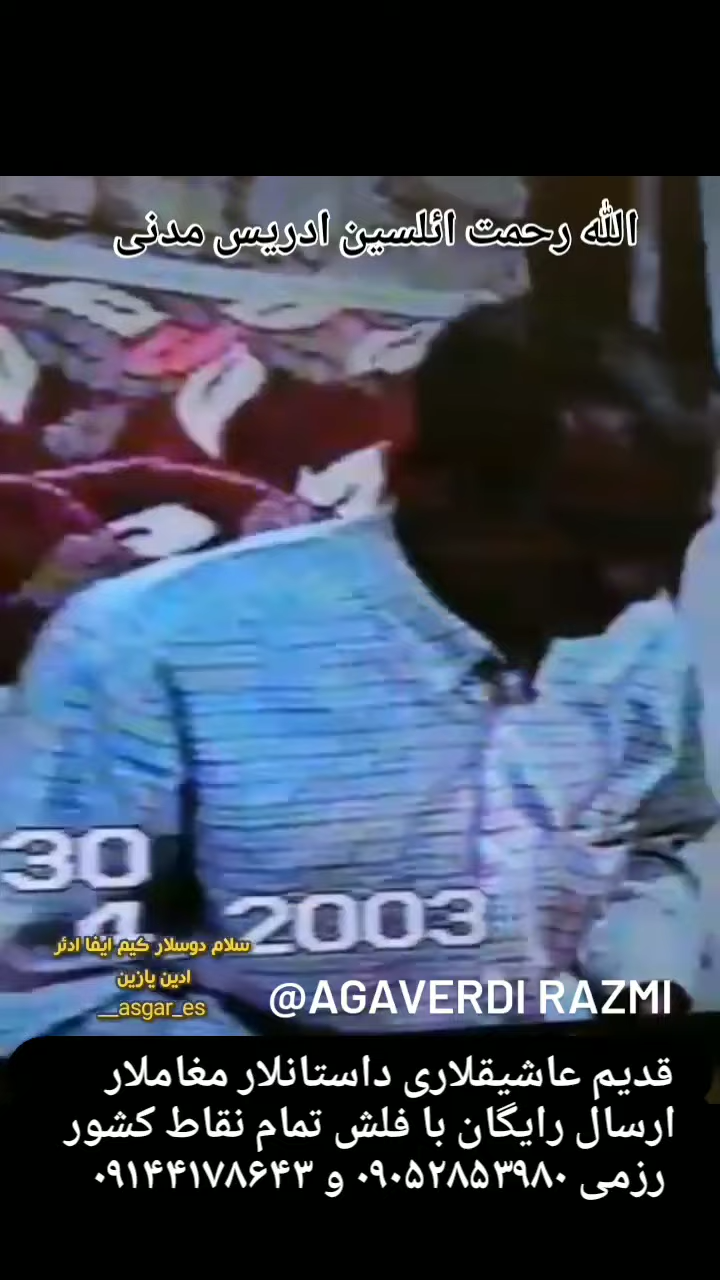 الله رحمت ائلسین ادریس مدنی
30
4 2003
سلام دوسلار کیم ایفا ادئر
ادین یازین
__asgar_es
@AGAVERDI RAZMI
قدیم عاشیقلاری داستانلار مغاملار
ارسال رایگان با فلش تمام نقاط کشور
رزمی ۰۹۰۵۲۸۵۳۹۸۰ و ۰۹۱۴۴۱۷۸۶۴۳